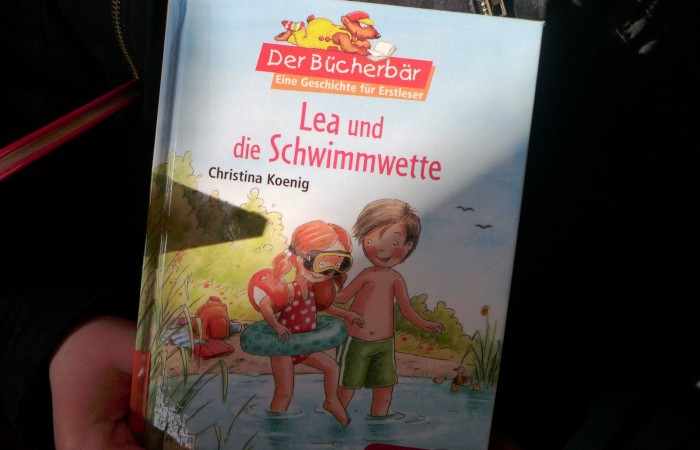 Der Bücherbär
Eine Geschichte für Erstleser
Lea und
die Schwimmwette
Christina Koenig